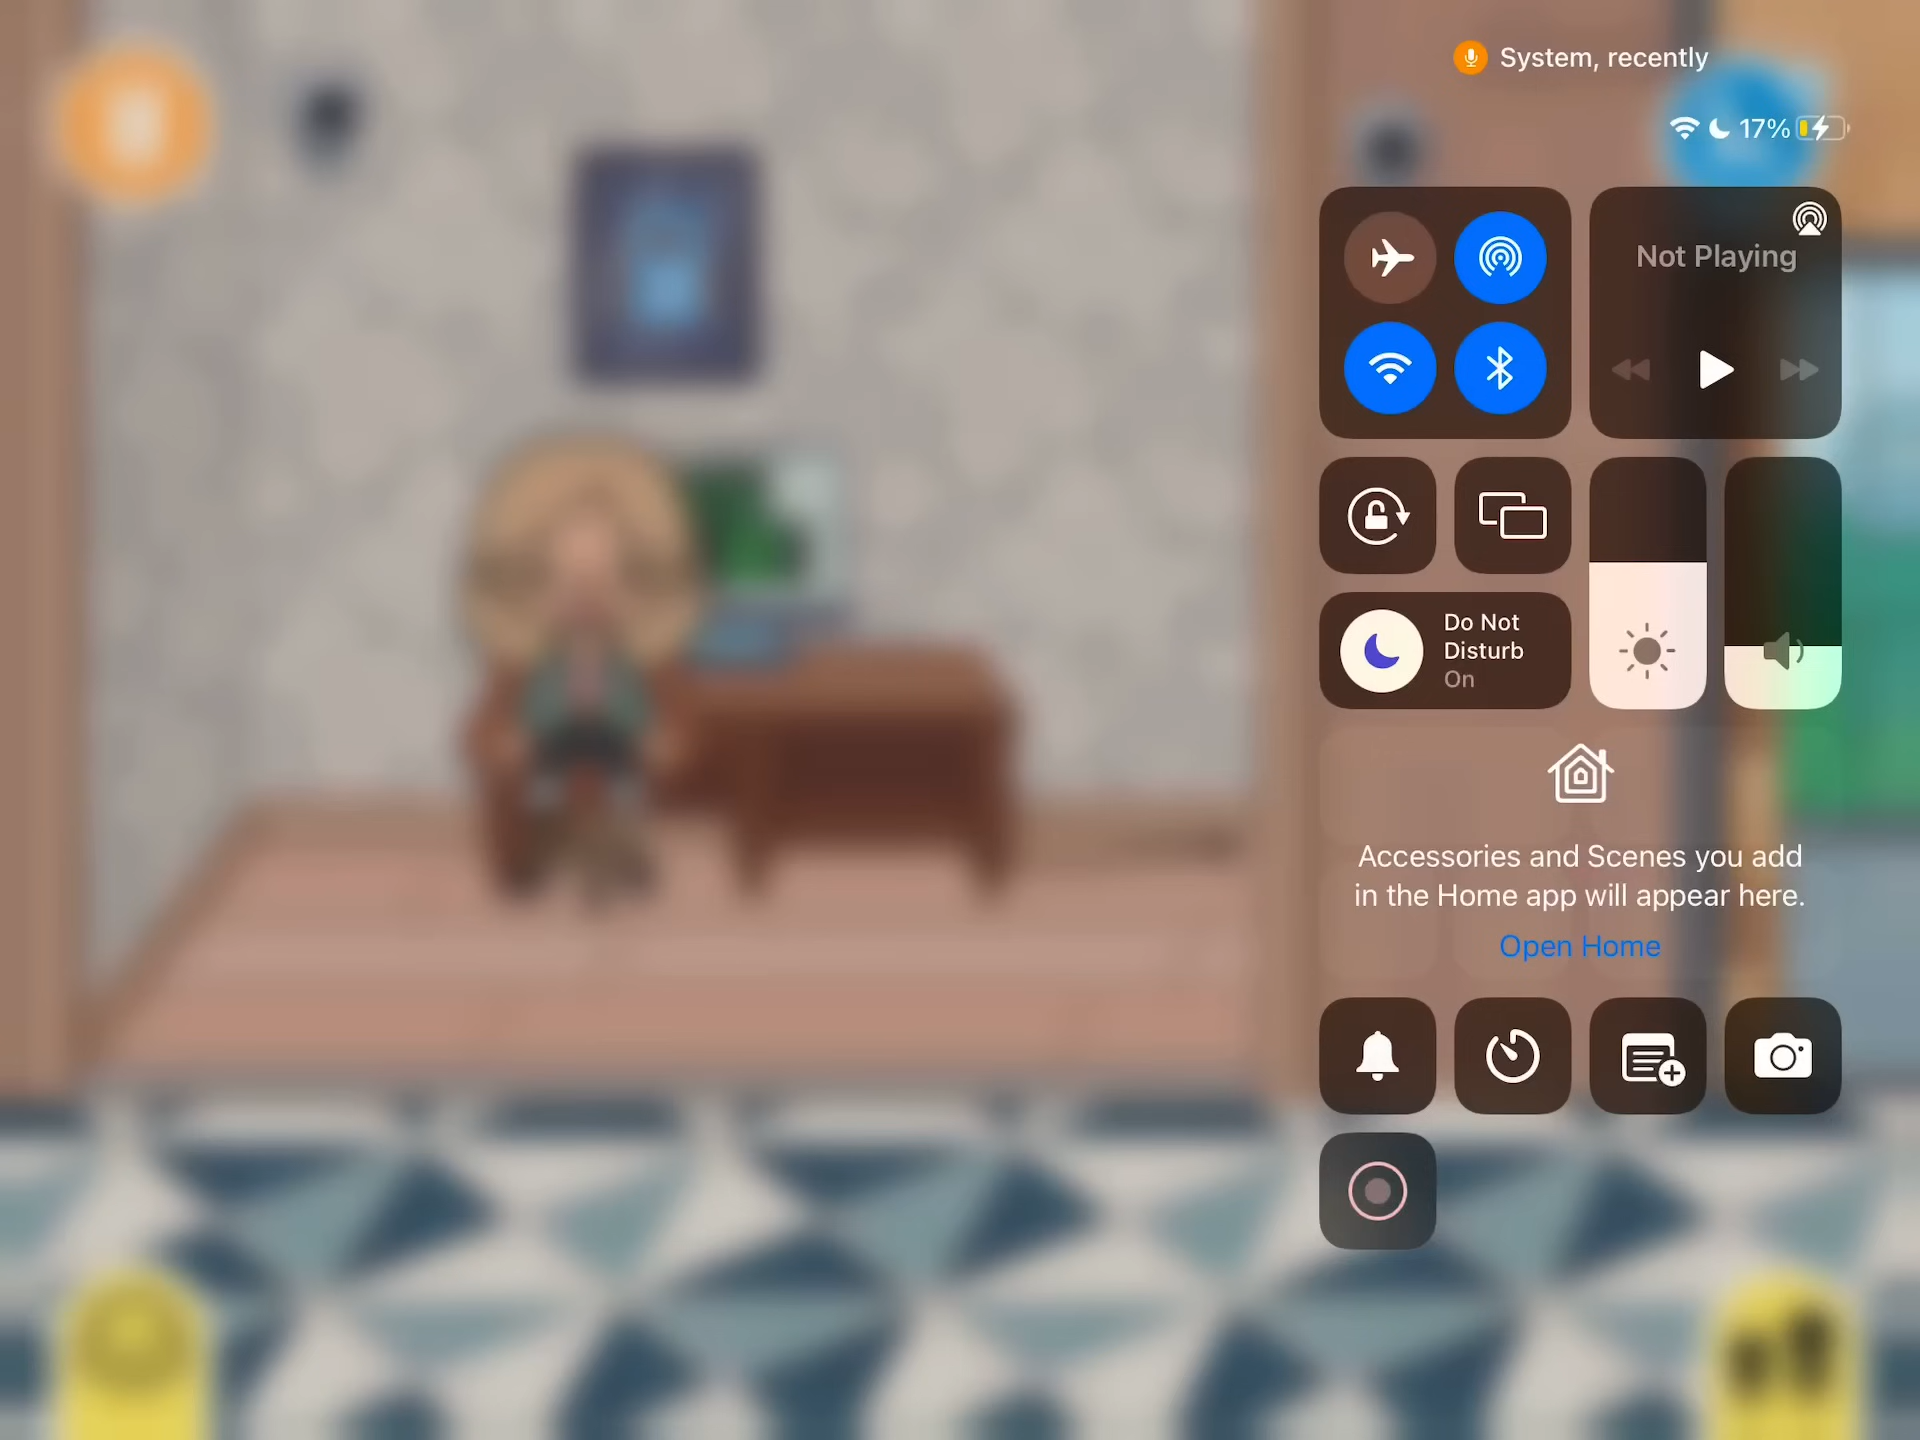 System, recently
17%
Not Playing
Do Not
Disturb
On
Accessories and Scenes you add
in the Home app will appear here.
Open Home